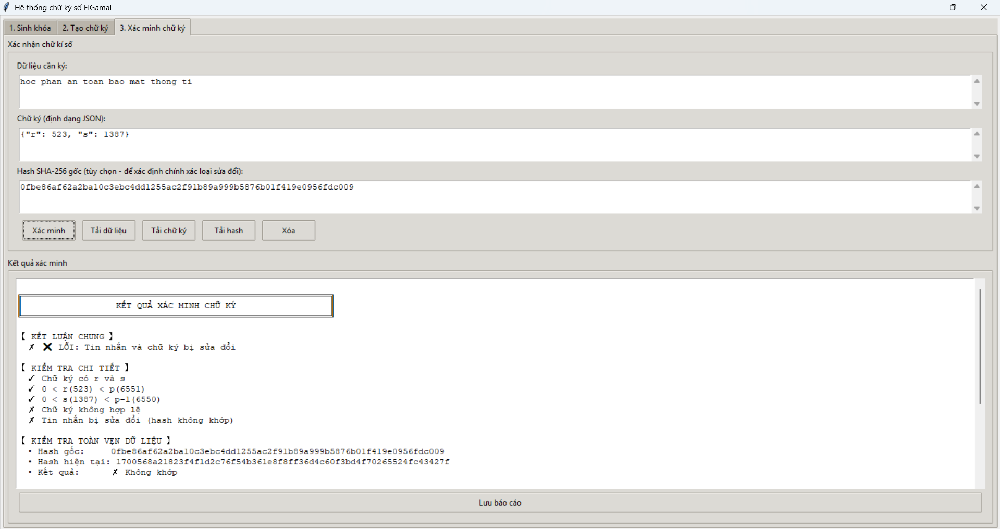 Hệ thống chữ ký số ElGamal
1. Sinh khóa 2. Tạo chữ ký 3. Xác minh chữ ký
Xác nhận chữ kí số
Dữ liệu cần ký:
hoc phan an toan bao mat thong ti
Chữ ký (định dạng JSON):
{"r": 523, "s": 1387}
Hash SHA-256 gốc (tùy chọn - để xác định chính xác loại sửa đổi):
0fbe86af62a2ba10c3ebc4dd1255ac2f91b89a999b5876b01f419e0956fdc009
Xác minh Tải dữ liệu Tải chữ ký Tải hash Xóa
Kết quả xác minh
KẾT QUẢ XÁC MINH CHỮ KÝ
【 KẾT LUẬN CHUNG 】
✗ ❌ LỖI: Tin nhắn và chữ ký bị sửa đổi
【 KIỂM TRA CHI TIẾT 】
✓ Chữ ký có r và s
✓ 0 < r(523) < p(6551)
✓ 0 < s(1387) < p-1(6550)
✗ Chữ ký không hợp lệ
✗ Tin nhắn bị sửa đổi (hash không khớp)
【 KIỂM TRA TOÀN VẸN DỮ LIỆU 】
• Hash gốc: 0fbe86af62a2ba10c3ebc4dd1255ac2f91b89a999b5876b01f419e0956fdc009
• Hash hiện tại: 1700568a21823f4f1d2c76f54b361e8f8ff36d4c60f3bd4f70265524fc43427f
• Kết quả: ✗ Không khớp
Lưu báo cáo